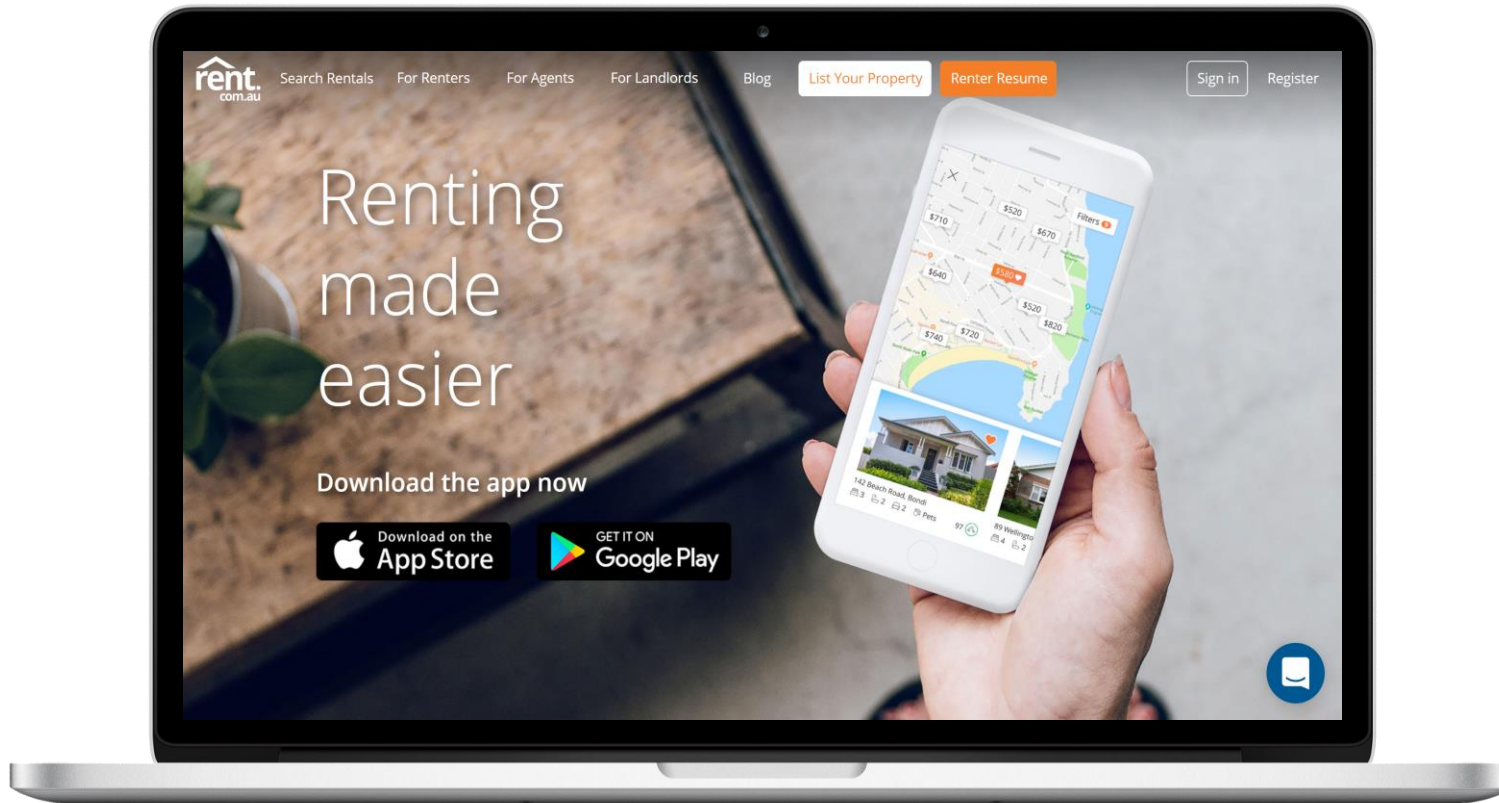 rent.
com.au
Search Rentals
For Renters
For Agents
For Landlords
Blog
List Your Property
Renter Resume
Sign in
Register
Renting
made
easier
Download the app now
Download on the
App Store
GET IT ON
Google Play
Filters
$520
$710
$670
$640
$580
$520
$820
$720
$740
142 Beach Road, Bondi
3 2 2 Pets 97
89 Wellingto
4 2